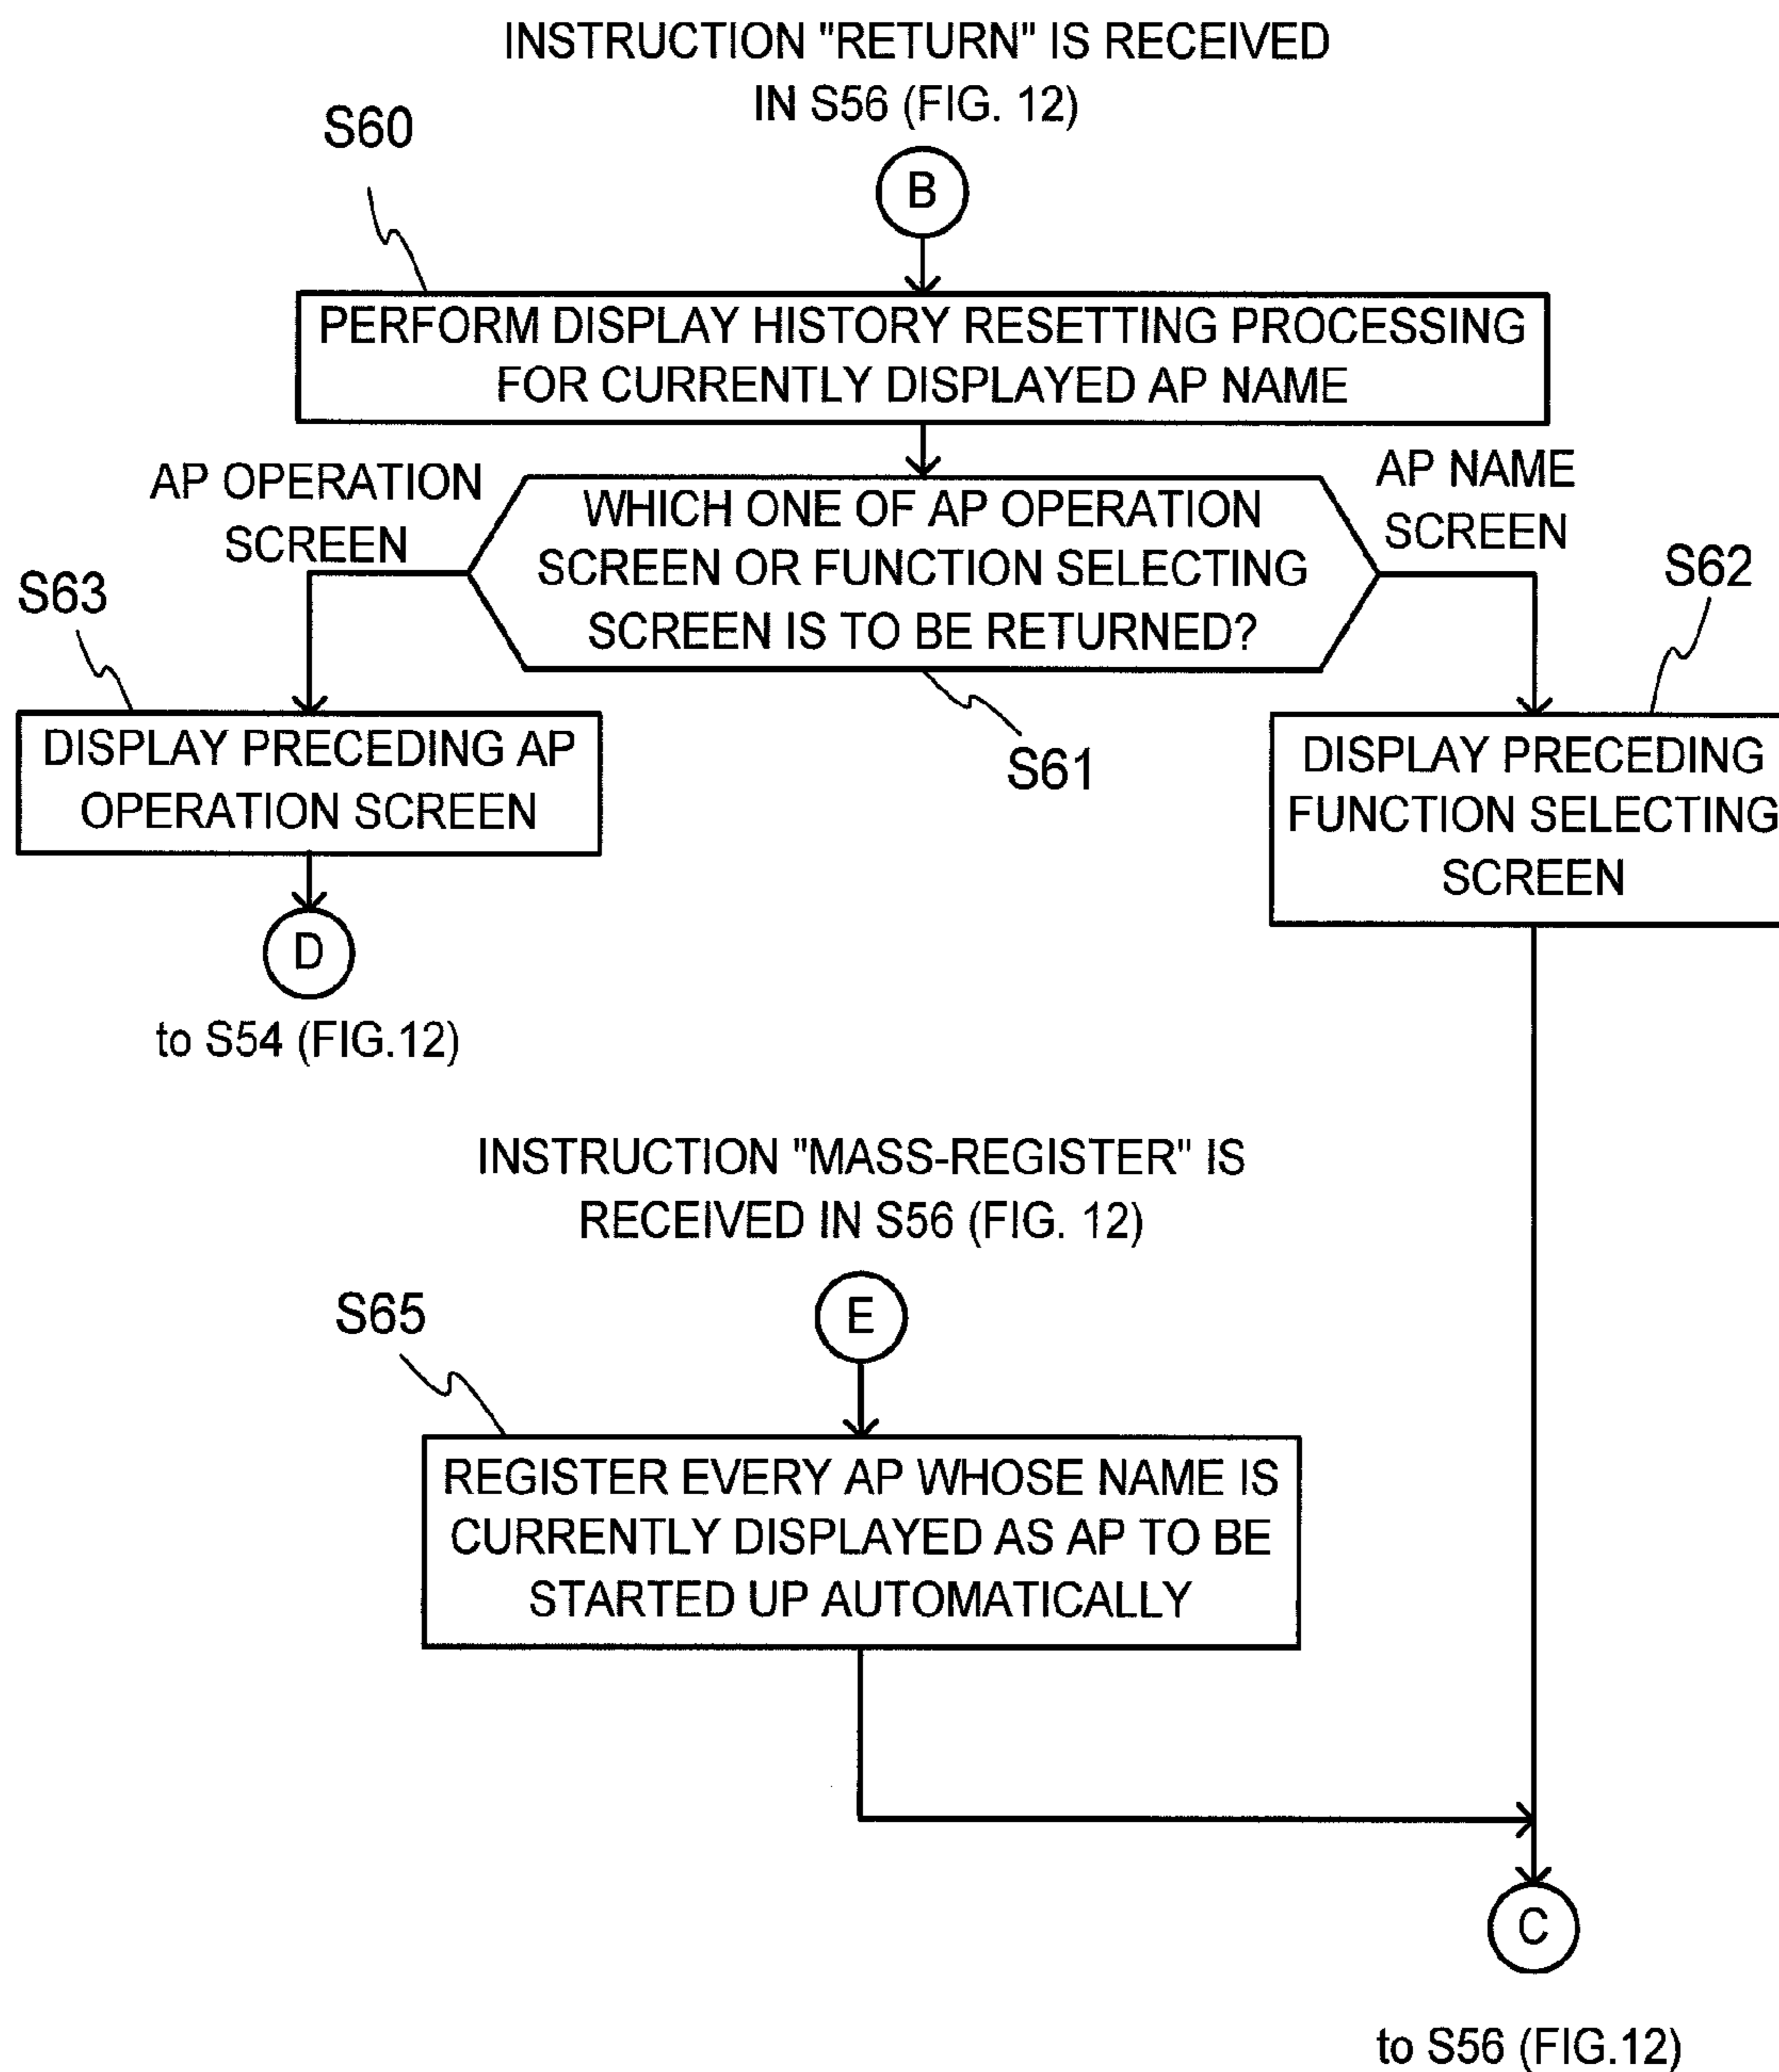 INSTRUCTION "RETURN" IS RECEIVED
IN S56 (FIG. 12)
S60
B
PERFORM DISPLAY HISTORY RESETTING PROCESSING
FOR CURRENTLY DISPLAYED AP NAME
AP OPERATION
SCREEN
WHICH ONE OF AP OPERATION
SCREEN OR FUNCTION SELECTING
SCREEN IS TO BE RETURNED?
AP NAME
SCREEN
S63
S62
S61
DISPLAY PRECEDING AP
OPERATION SCREEN
DISPLAY PRECEDING
FUNCTION SELECTING
SCREEN
D
to S54 (FIG.12)
INSTRUCTION "MASS-REGISTER" IS
RECEIVED IN S56 (FIG. 12)
S65
E
REGISTER EVERY AP WHOSE NAME IS
CURRENTLY DISPLAYED AS AP TO BE
STARTED UP AUTOMATICALLY
C
to S56 (FIG.12)